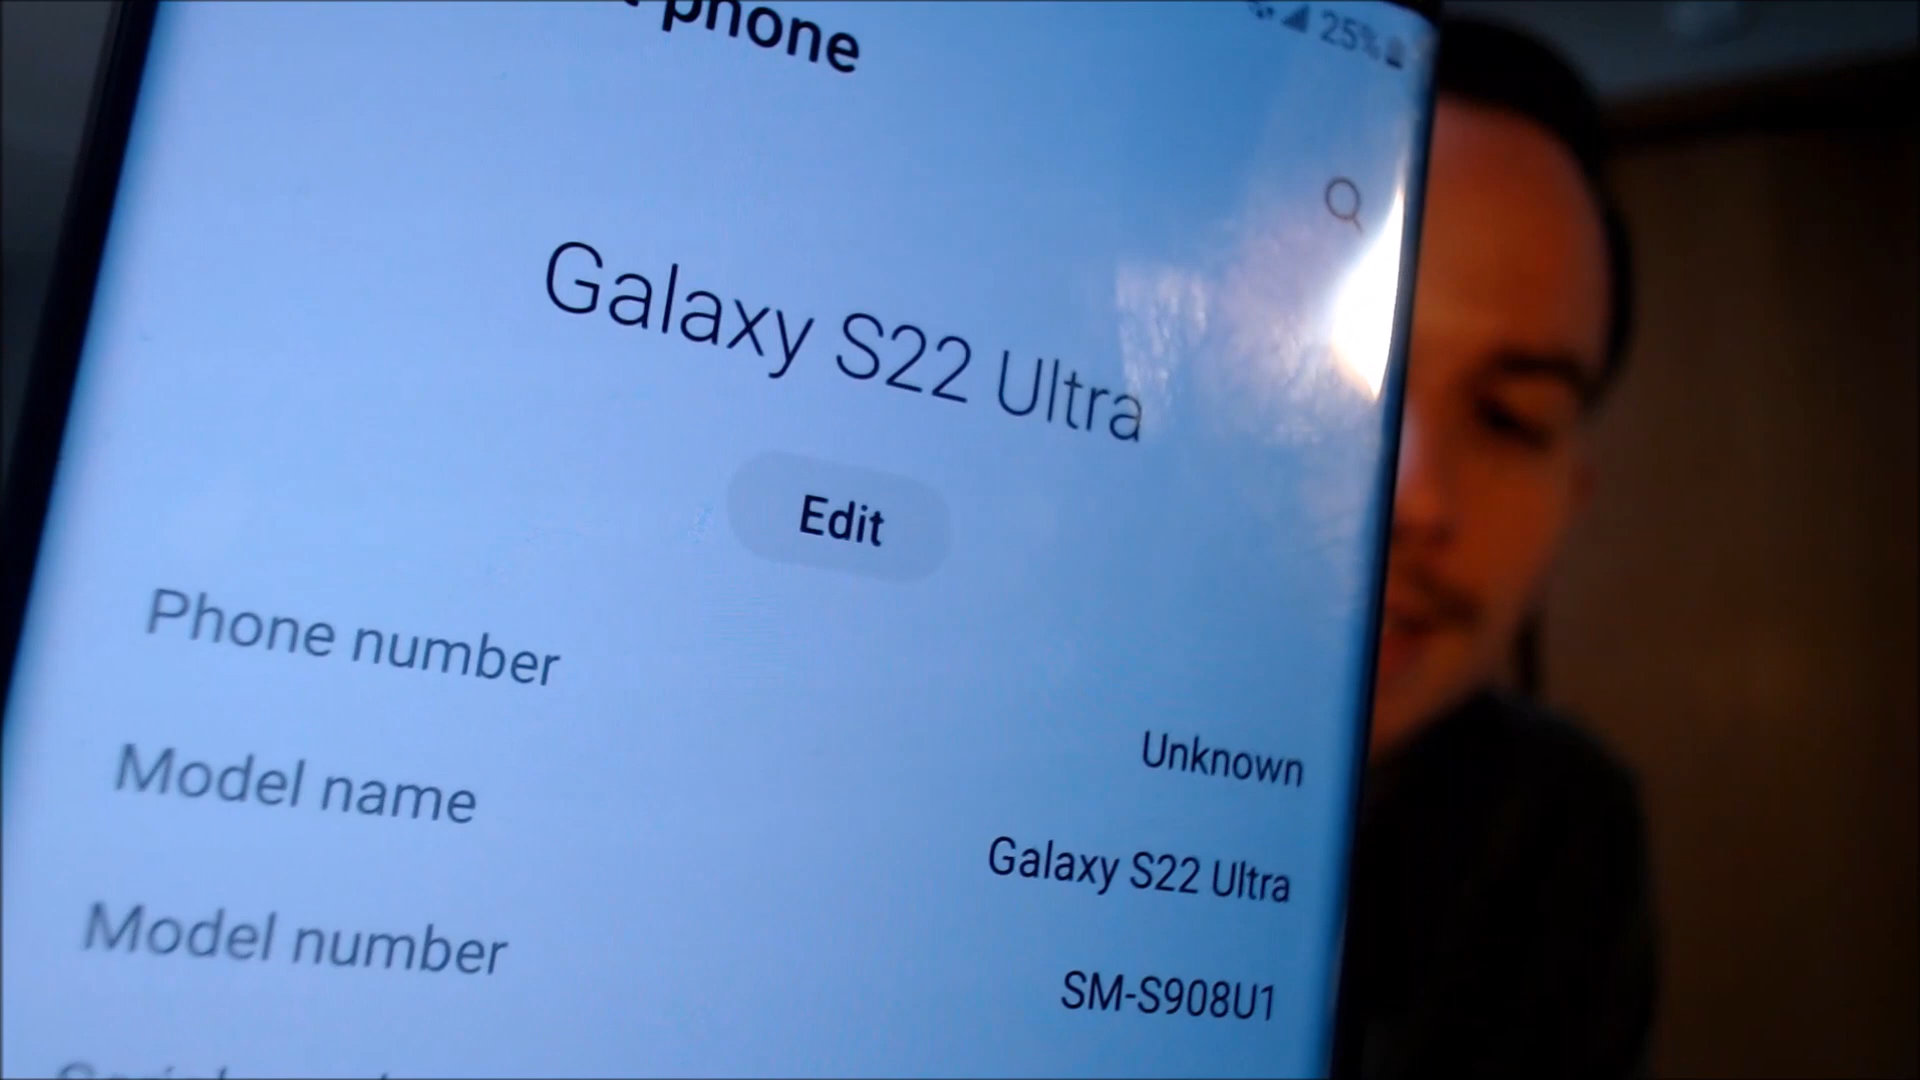 phone
25%
Galaxy S22 Ultra
Edit
Phone number
Unknown
Model name
Galaxy S22 Ultra
Model number
SM-S908U1